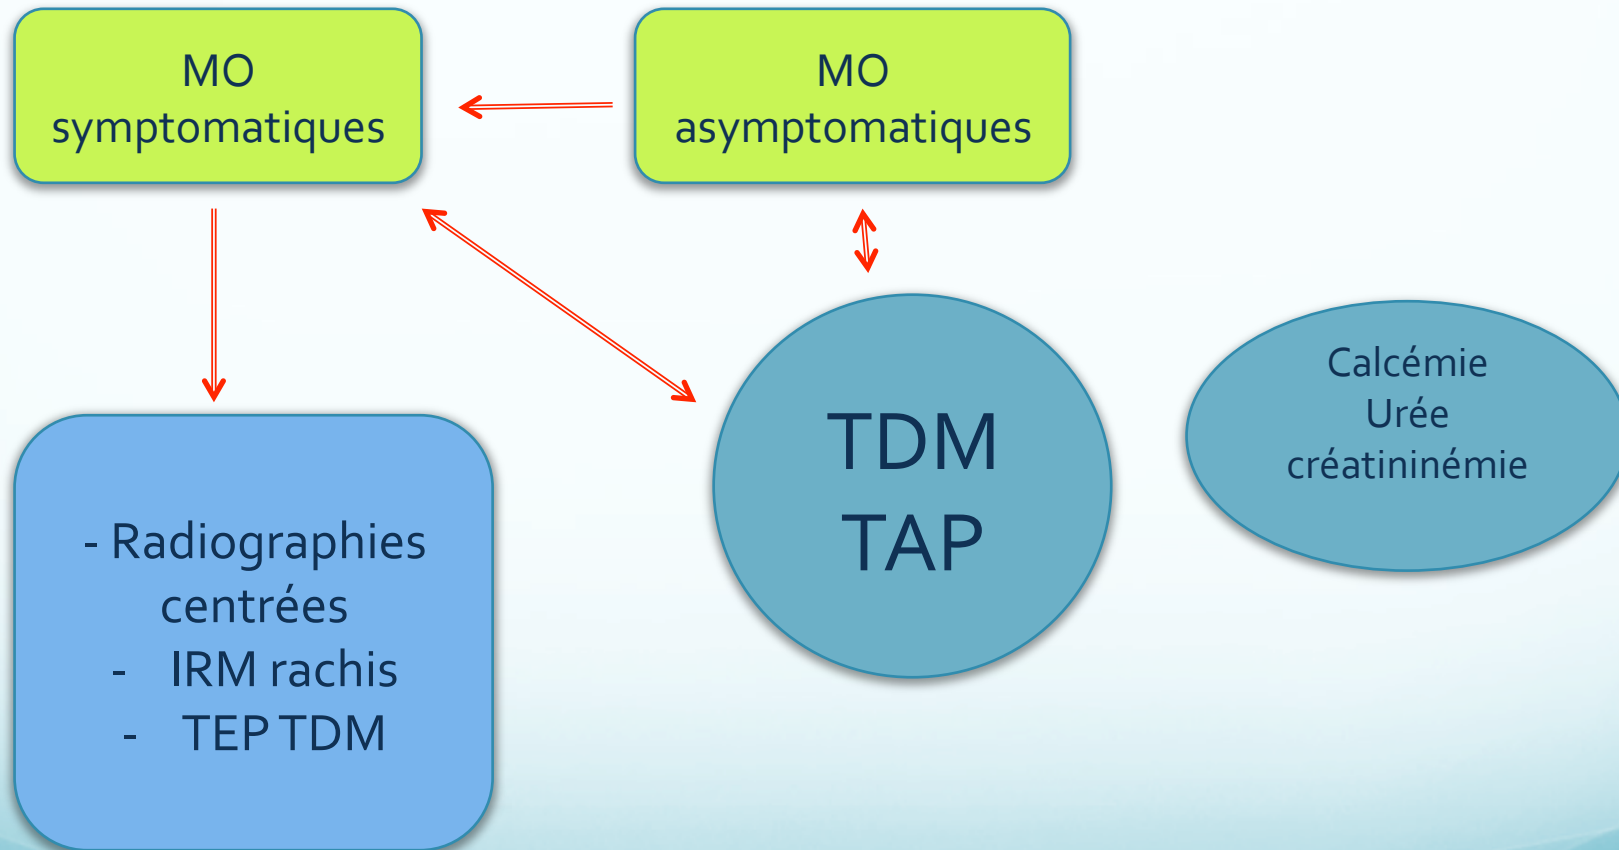 MO
symptomatiques
MO
asymptomatiques
- Radiographies
centrées
- IRM rachis
- TEP TDM
TDM
TAP
Calcémie
Urée
créatininémie